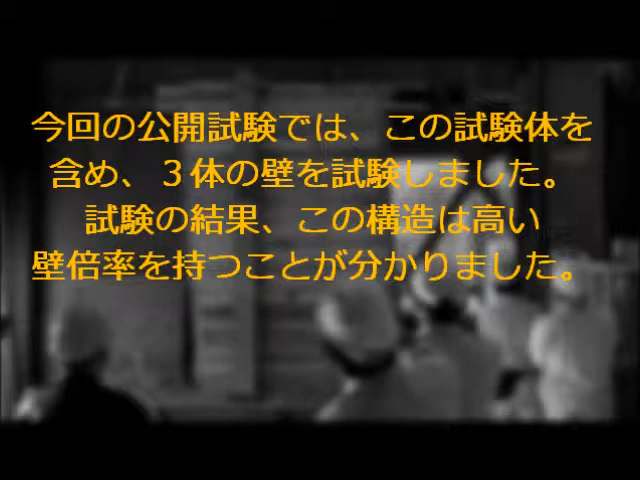 今回の公開試験では、この試験体を
含め、３体の壁を試験しました。
試験の結果、この構造は高い
壁倍率を持つことが分かりました。